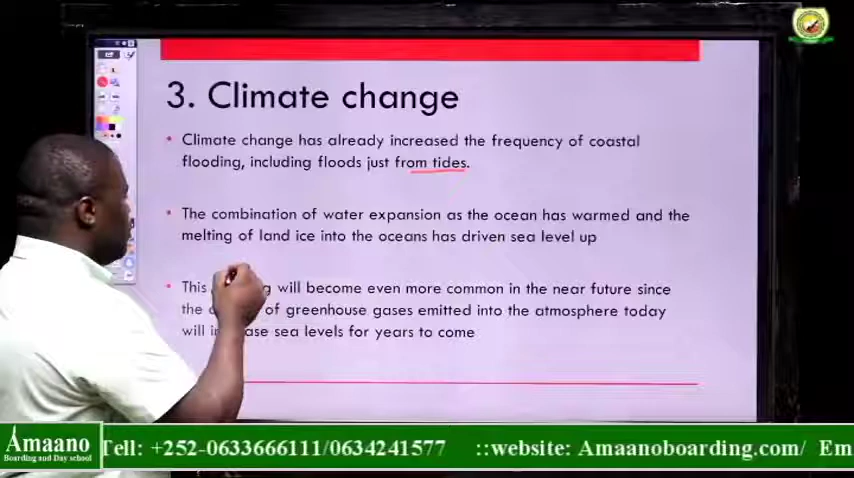 3. Climate change
• Climate change has already increased the frequency of coastal
flooding, including floods just from tides.
• The combination of water expansion as the ocean has warmed and the
melting of land ice into the oceans has driven sea level up
• This will become even more common in the near future since
the of greenhouse gases emitted into the atmosphere today
will sea levels for years to come
Amaano
Boarding and Day school
Tell: +252-0633666111/0634241577 ::website: Amaanoboarding.com/ Em